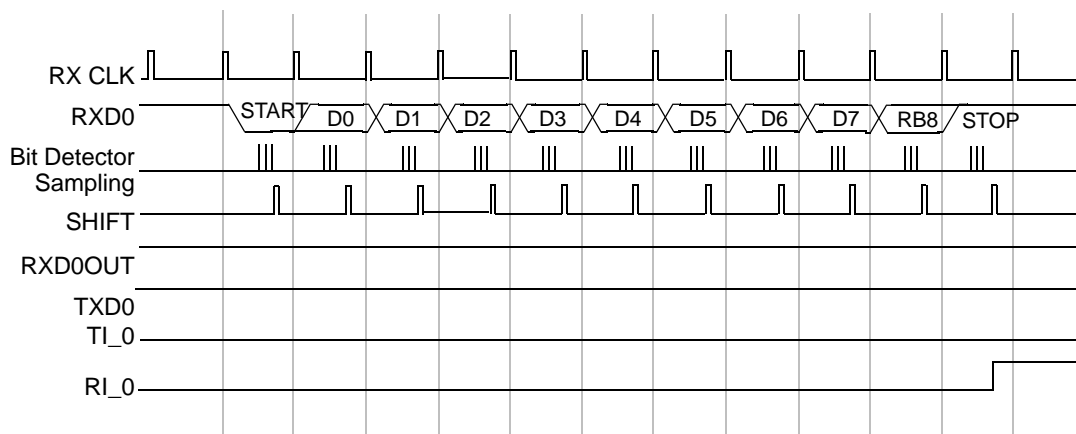 RX CLK
RXD0
START D0 D1 D2 D3 D4 D5 D6 D7 RB8 STOP
Bit Detector
Sampling
SHIFT
RXD0OUT
TXD0
TI_0
RI_0